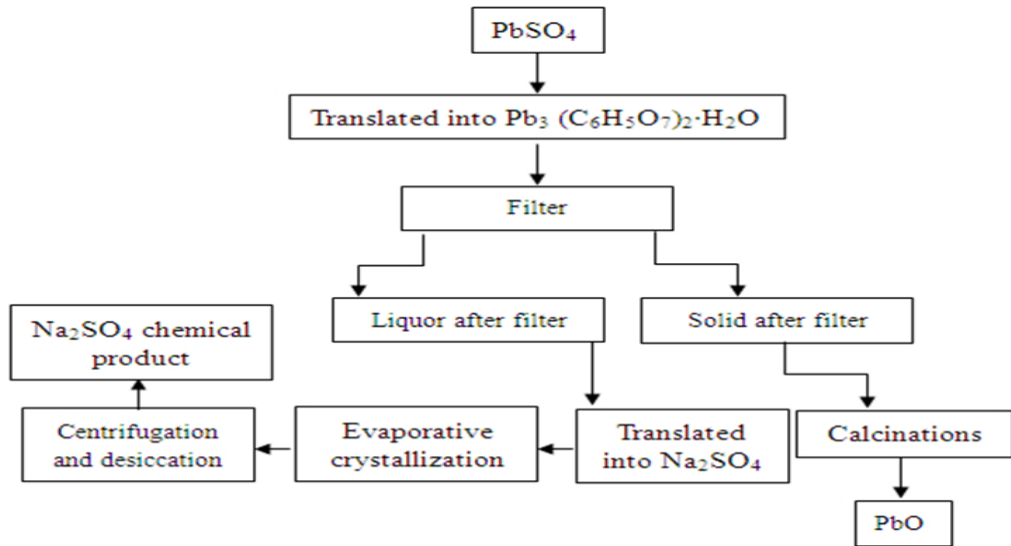 PbSO₄
Translated into Pb₃ (C₆H₅O₇)₂·H₂O
Filter
Liquor after filter
Solid after filter
Na₂SO₄ chemical
product
Centrifugation
and desiccation
Evaporative
crystallization
Translated
into Na₂SO₄
Calcinations
PbO